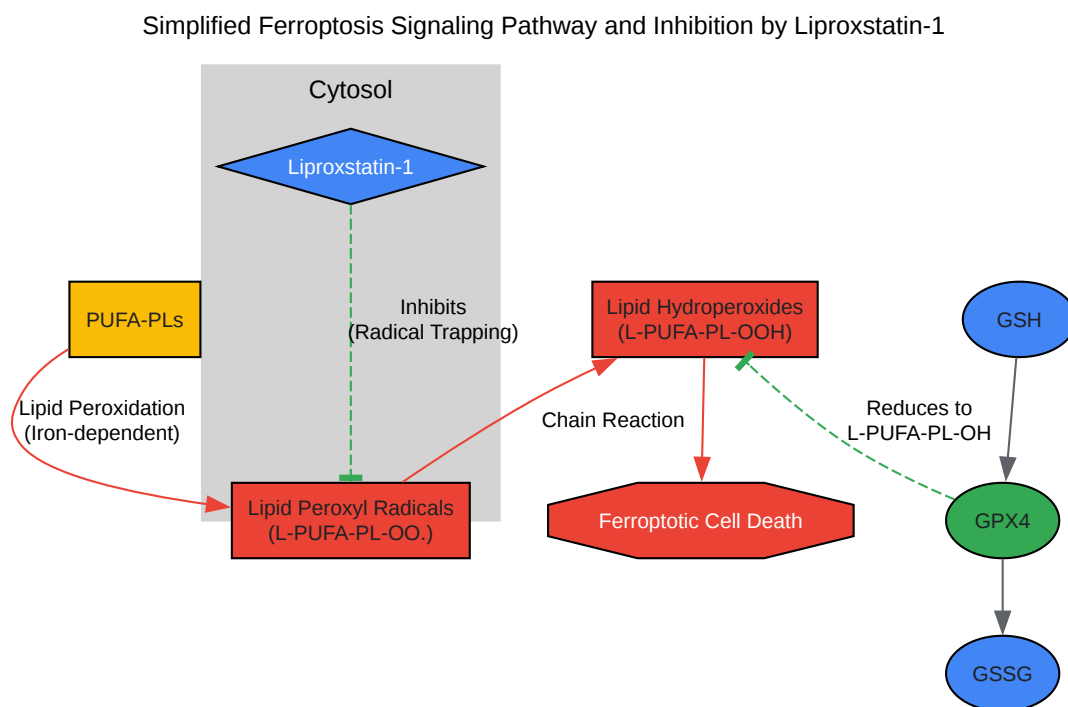 Simplified Ferroptosis Signaling Pathway and Inhibition by Liproxstatin-1
Cytosol
Liproxstatin-1
PUFA-PLs
Inhibits
(Radical Trapping)
Lipid Hydroperoxides
(L-PUFA-PL-OOH)
GSH
Lipid Peroxidation
(Iron-dependent)
Chain Reaction
Reduces to
L-PUFA-PL-OH
Lipid Peroxyl Radicals
(L-PUFA-PL-OO.)
Ferroptotic Cell Death
GPX4
GSSG